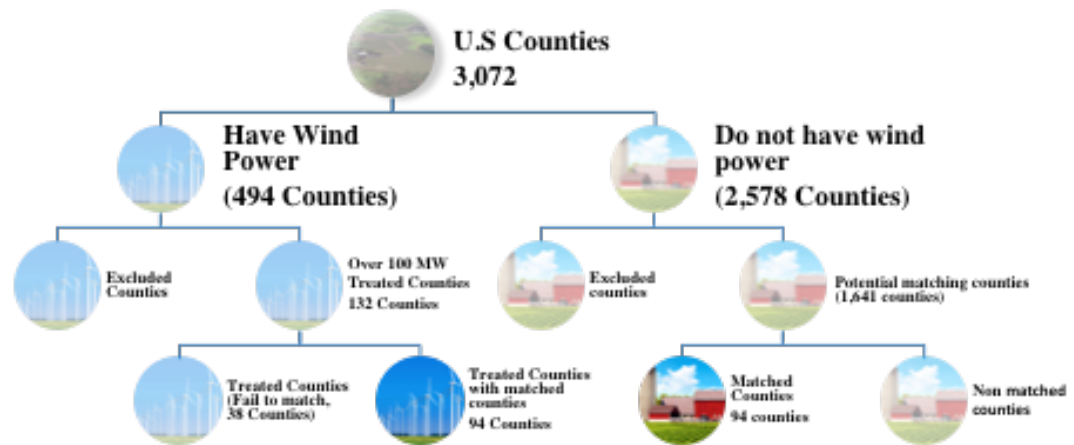 U.S Counties
3,072
Have Wind
Power
(494 Counties)
Do not have wind
power
(2,578 Counties)
Excluded
Counties
Over 100 MW
Treated Counties
132 Counties
Excluded
counties
Potential matching counties
(1,641 counties)
Treated Counties
(Fail to match,
38 Counties)
Treated Counties
with matched
counties
94 Counties
Matched
Counties
94 counties
Non matched
counties